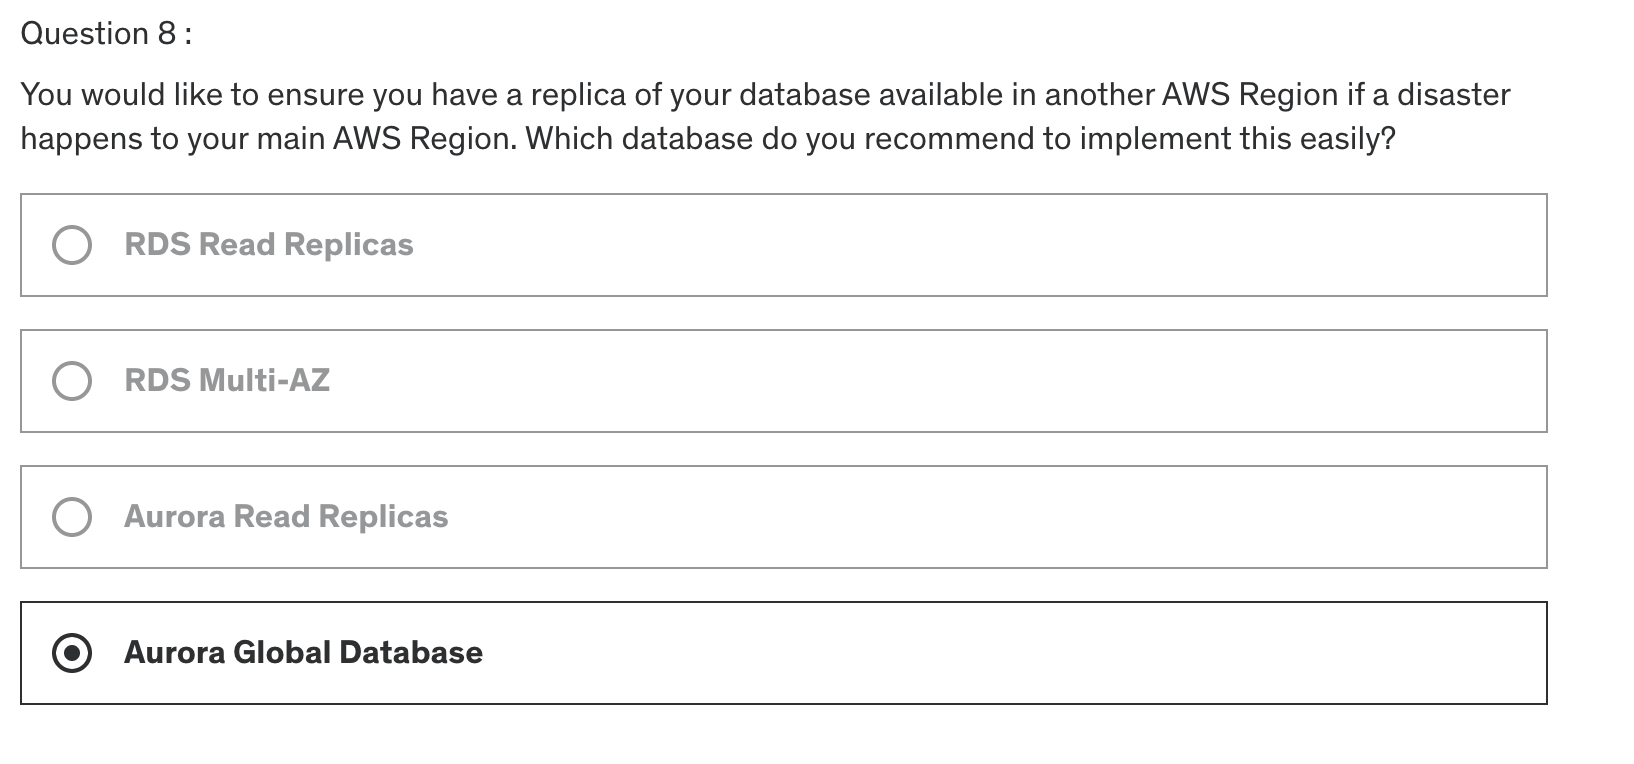 Question 8 :
You would like to ensure you have a replica of your database available in another AWS Region if a disaster
happens to your main AWS Region. Which database do you recommend to implement this easily?
RDS Read Replicas
RDS Multi-AZ
Aurora Read Replicas
Aurora Global Database